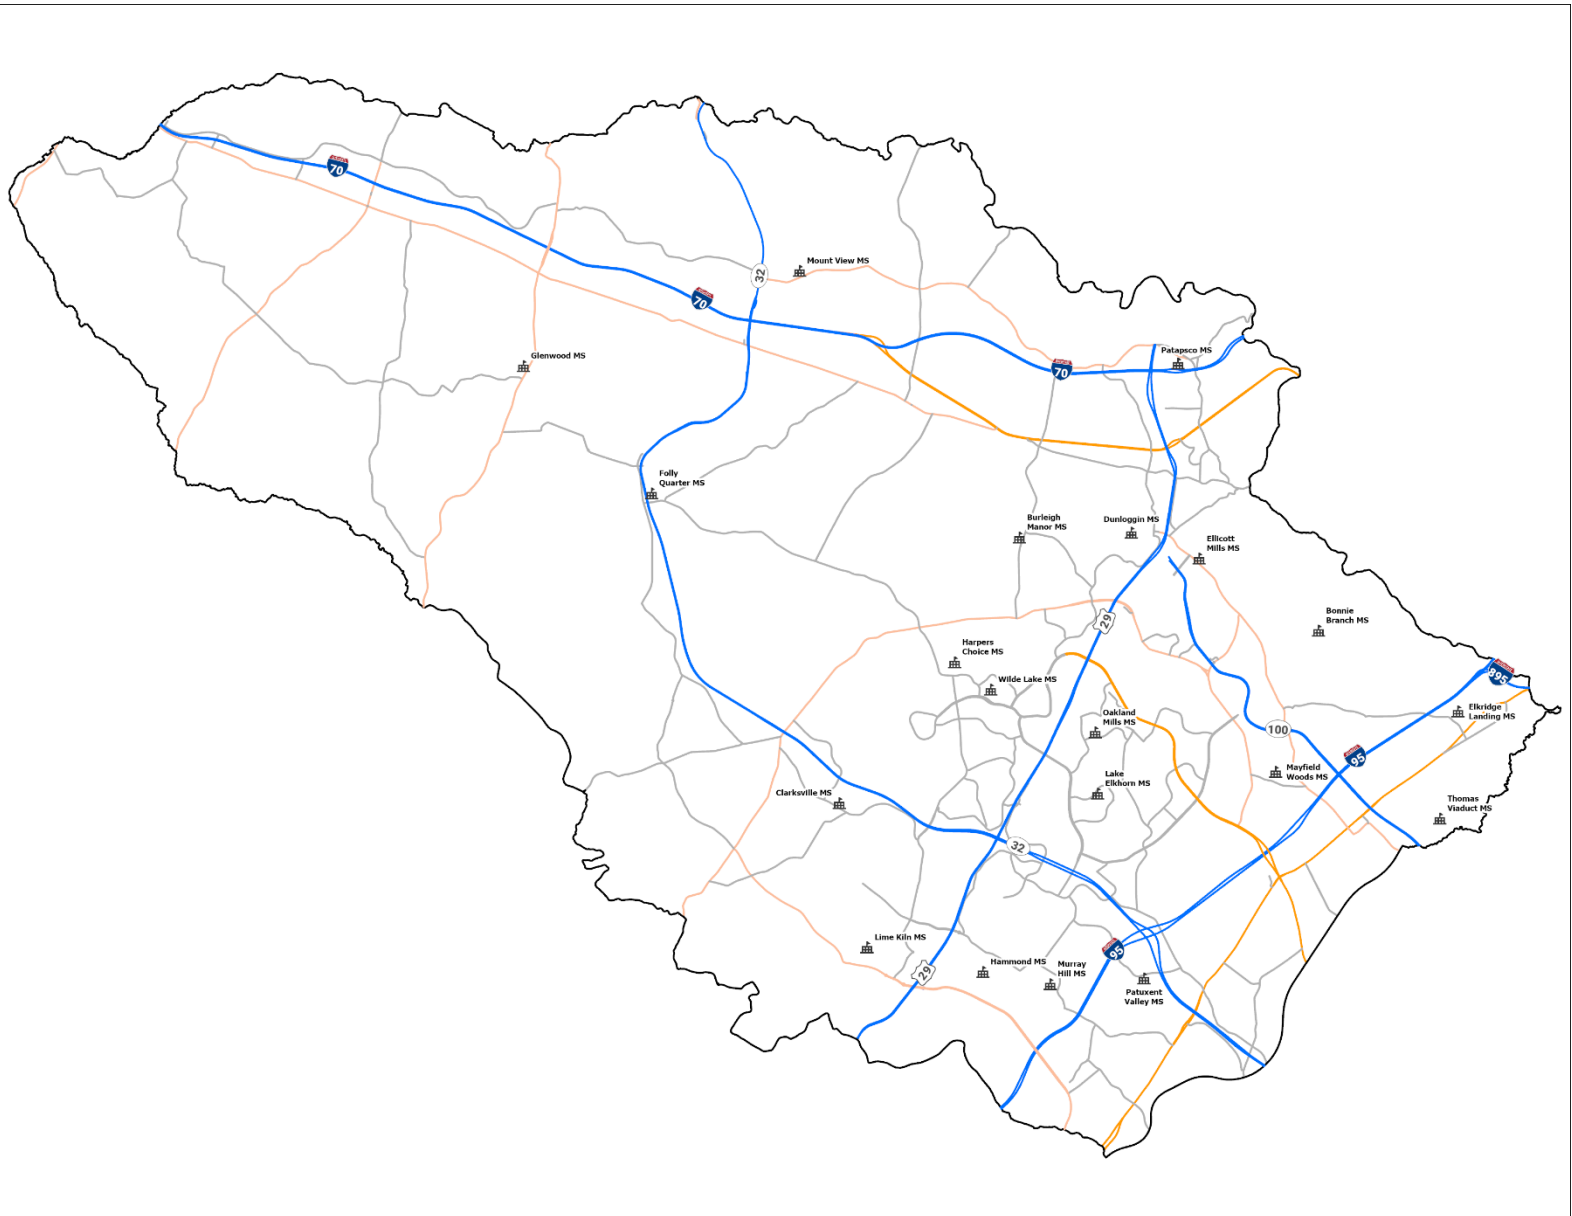 70
Mount View MS
32
70
Patapsco MS
Glenwood MS
70
Folly
Quarter MS
Burleigh
Manor MS
Dunloggin MS
Ellicott
Mills MS
Bonnie
Branch MS
29
Harpers
Choice MS
Wilde Lake MS
895
Oakland
Mills MS
Elkridge
Landing MS
100
95
Lake
Elkhorn MS
Mayfield
Woods MS
Clarksville MS
Thomas
Viaduct MS
32
Lime Kiln MS
95
Hammond MS
Murray
Hill MS
29
Patuxent
Valley MS